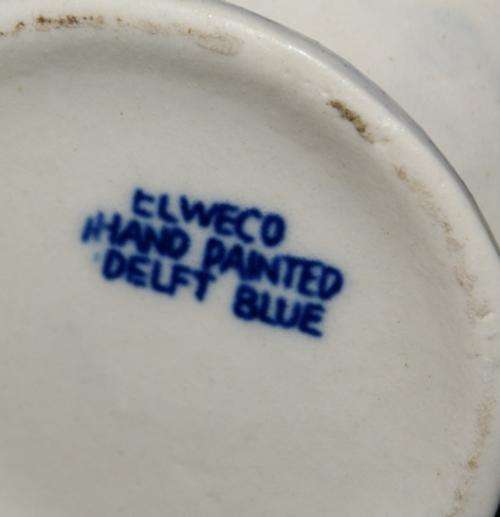 ELWECO
HAND PAINTED
DELFT BLUE